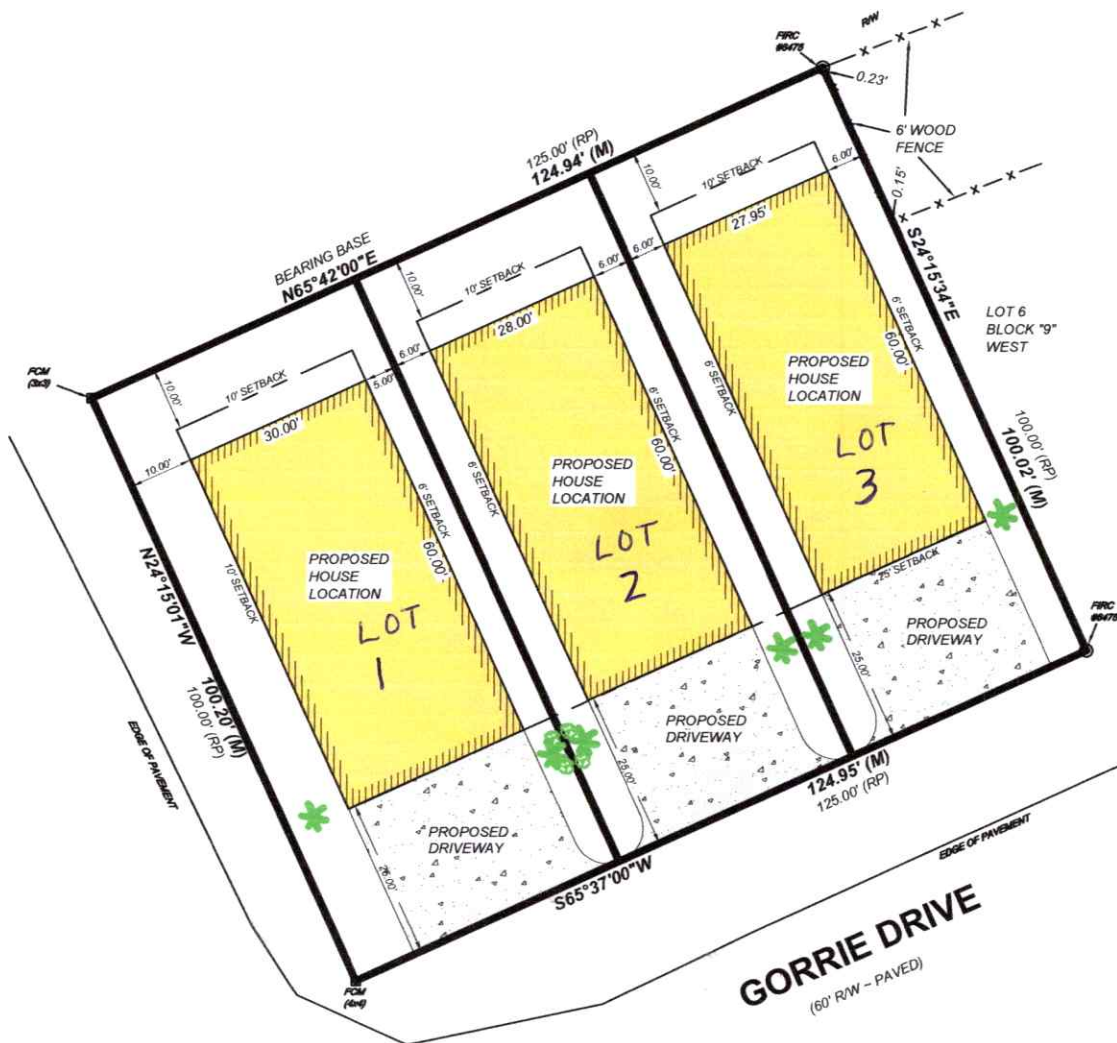 R/W
FIRC
#6475
0.23'
6' WOOD
FENCE
0.15'
125.00' (RP)
124.94' (M)
BEARING BASE
N65°42'00"E
FCM
(3x3)
10.00'
10' SETBACK
6.00'
27.95'
6.00'
6.00'
S24°15'34"E
LOT 6
BLOCK "9"
WEST
10.00'
10' SETBACK
28.00'
6.00'
5.00'
10.00'
10' SETBACK
30.00'
10.00'
6' SETBACK
60.00'
6' SETBACK
PROPOSED
HOUSE
LOCATION
LOT
3
6' SETBACK
60.00'
6' SETBACK
PROPOSED
HOUSE
LOCATION
LOT
2
6' SETBACK
60.00'
10' SETBACK
PROPOSED
HOUSE
LOCATION
LOT
1
100.00' (RP)
100.02' (M)
N24°15'01"W
100.20' (M)
100.00' (RP)
25' SETBACK
PROPOSED
DRIVEWAY
25.00'
PROPOSED
DRIVEWAY
25.00'
PROPOSED
DRIVEWAY
26.00'
FIRC
#6475
124.95' (M)
125.00' (RP)
S65°37'00"W
EDGE OF PAVEMENT
EDGE OF PAVEMENT
FCM
(4x4)
GORRIE DRIVE
(60' R/W ~ PAVED)